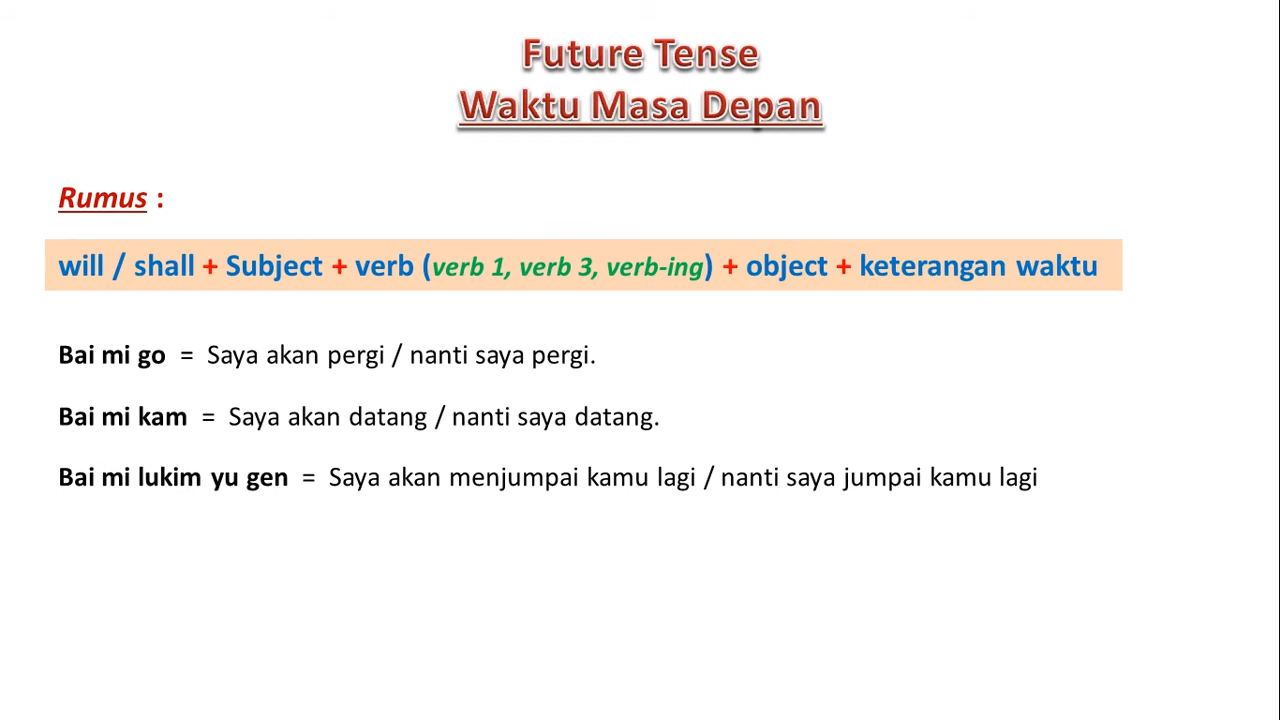 Future Tense
Waktu Masa Depan
Rumus :
will / shall + Subject + verb (verb 1, verb 3, verb-ing) + object + keterangan waktu
Bai mi go = Saya akan pergi / nanti saya pergi.
Bai mi kam = Saya akan datang / nanti saya datang.
Bai mi lukim yu gen = Saya akan menjumpai kamu lagi / nanti saya jumpai kamu lagi